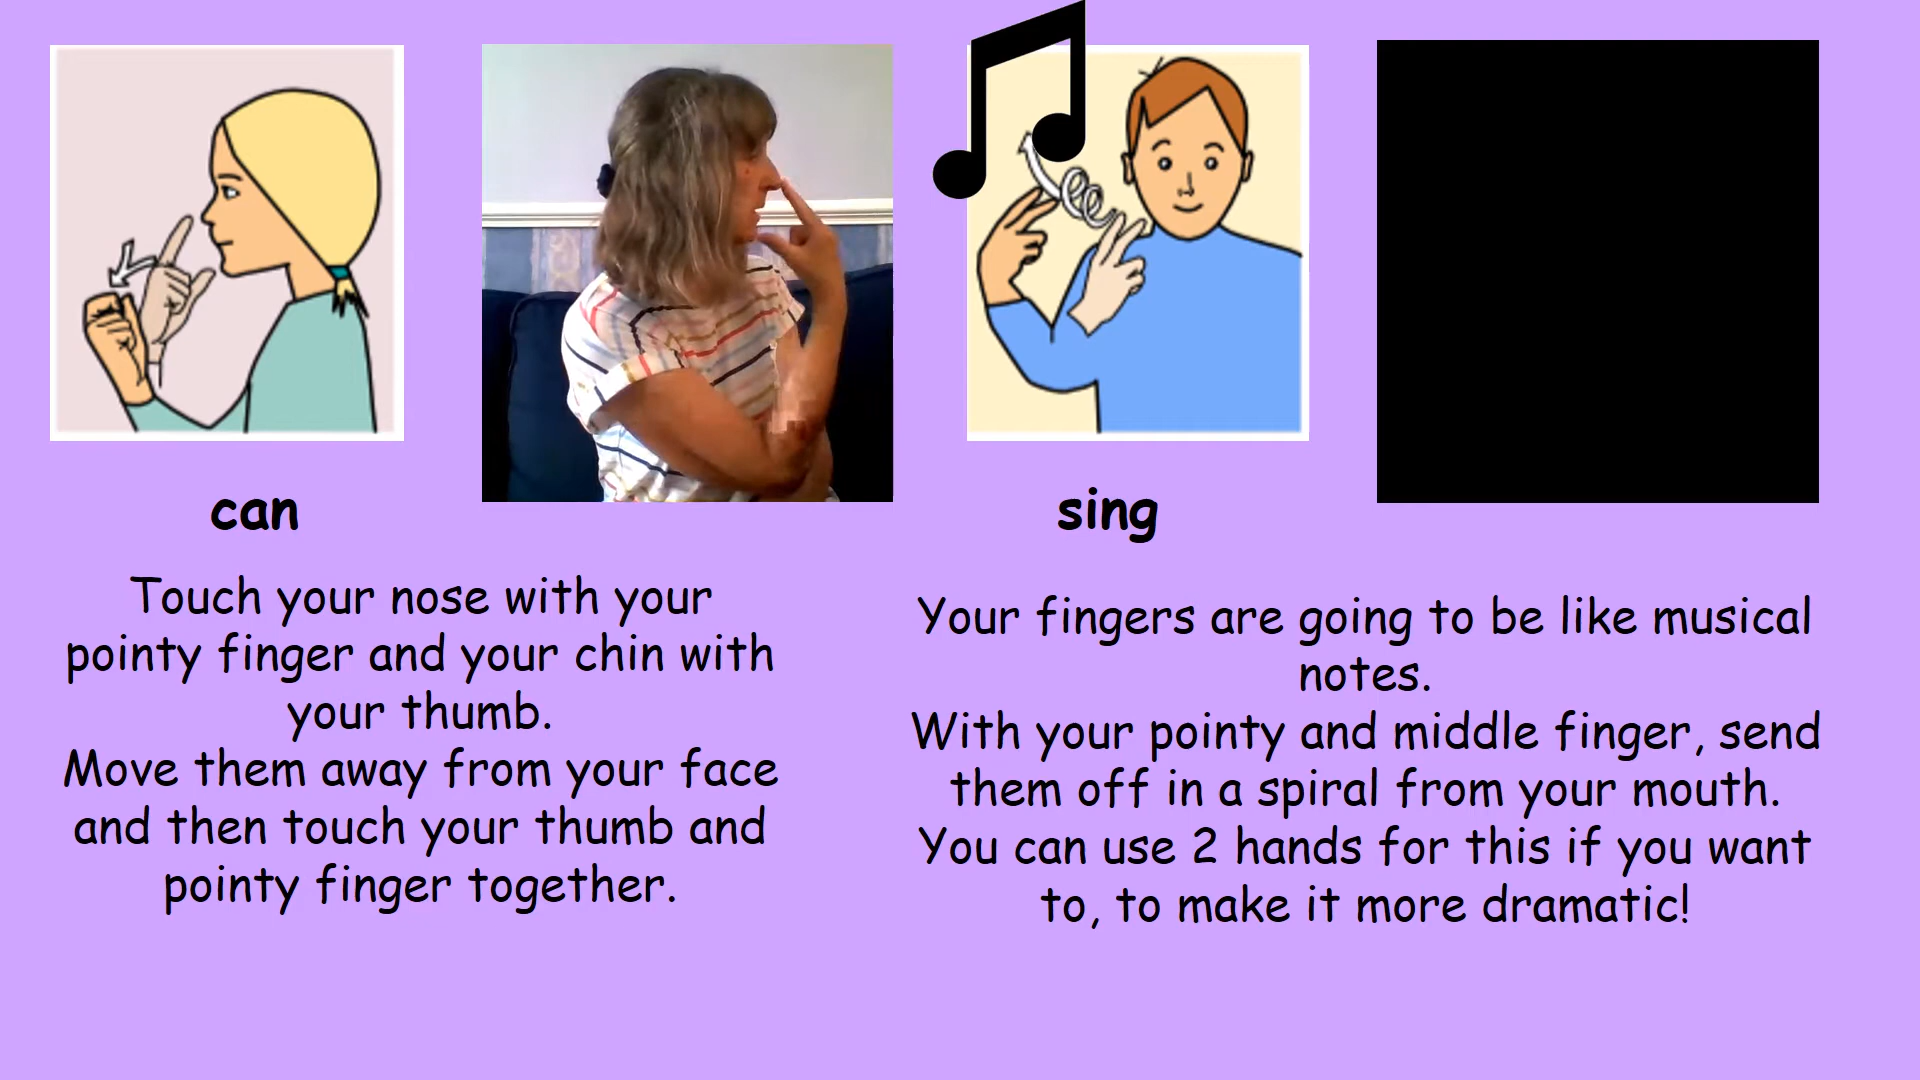 can
Touch your nose with your
pointy finger and your chin with
your thumb.
Move them away from your face
and then touch your thumb and
pointy finger together.
sing
Your fingers are going to be like musical
notes.
With your pointy and middle finger, send
them off in a spiral from your mouth.
You can use 2 hands for this if you want
to, to make it more dramatic!